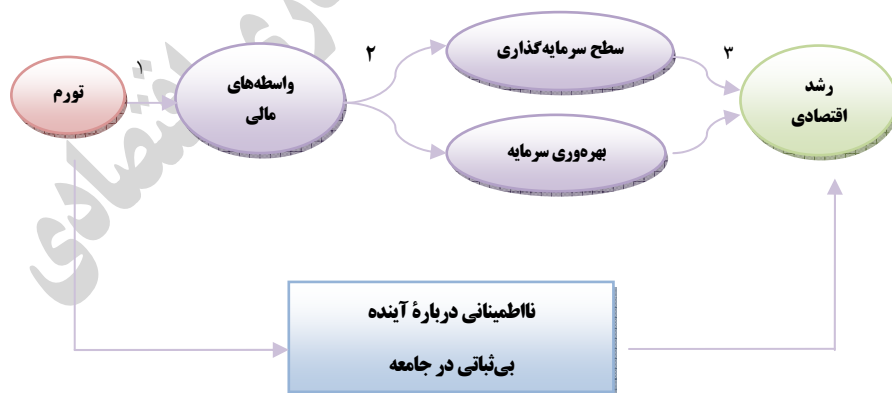 تورم
۱
واسطه‌های
مالی
۲
سطح سرمایه‌گذاری
بهره‌وری سرمایه
۳
رشد
اقتصادی
نااطمینانی دربارهٔ آینده
بی‌ثباتی در جامعه
اقتصادی